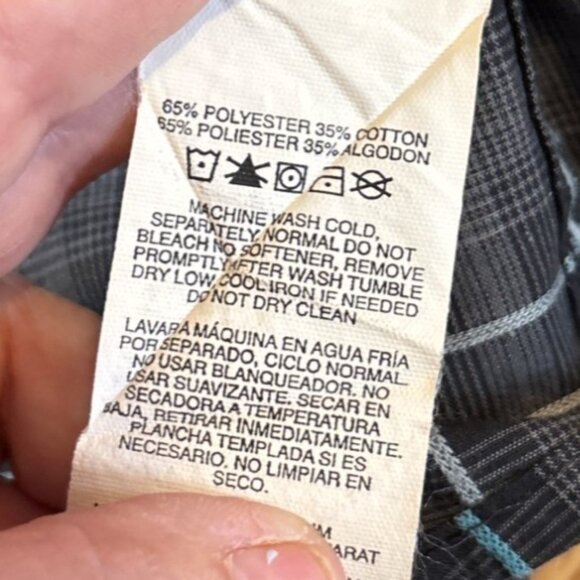 65% POLYESTER 35% COTTON
65% POLIESTER 35% ALGODON
MACHINE WASH COLD,
SEPARATELY, NORMAL DO NOT
BLEACH NO SOFTENER, REMOVE
PROMPTLY AFTER WASH TUMBLE
DRY LOW, COOL IRON IF NEEDED
DO NOT DRY CLEAN
LAVARA MÁQUINA EN AGUA FRÍA
POR SEPARADO, CICLO NORMAL.
NO USAR BLANQUEADOR. NO
USAR SUAVIZANTE. SECAR EN
SECADORA A TEMPERATURA
BAJA, RETIRAR INMEDIATAMENTE.
PLANCHA TEMPLADA SI ES
NECESARIO. NO LIMPIAR EN
SECO.
ARAT